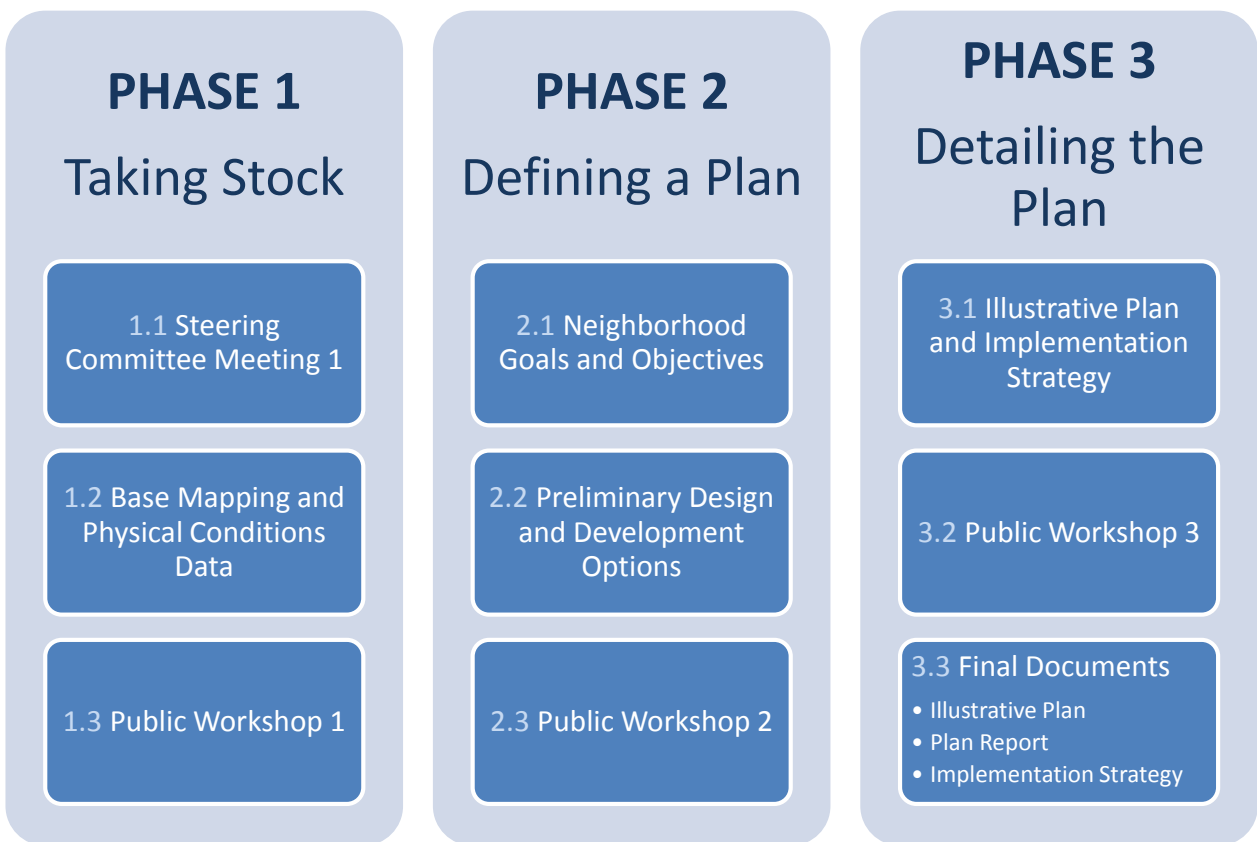 PHASE 1
Taking Stock
1.1 Steering
Committee Meeting 1
1.2 Base Mapping and
Physical Conditions
Data
1.3 Public Workshop 1
PHASE 2
Defining a Plan
2.1 Neighborhood
Goals and Objectives
2.2 Preliminary Design
and Development
Options
2.3 Public Workshop 2
PHASE 3
Detailing the
Plan
3.1 Illustrative Plan
and Implementation
Strategy
3.2 Public Workshop 3
3.3 Final Documents
• Illustrative Plan
• Plan Report
• Implementation Strategy